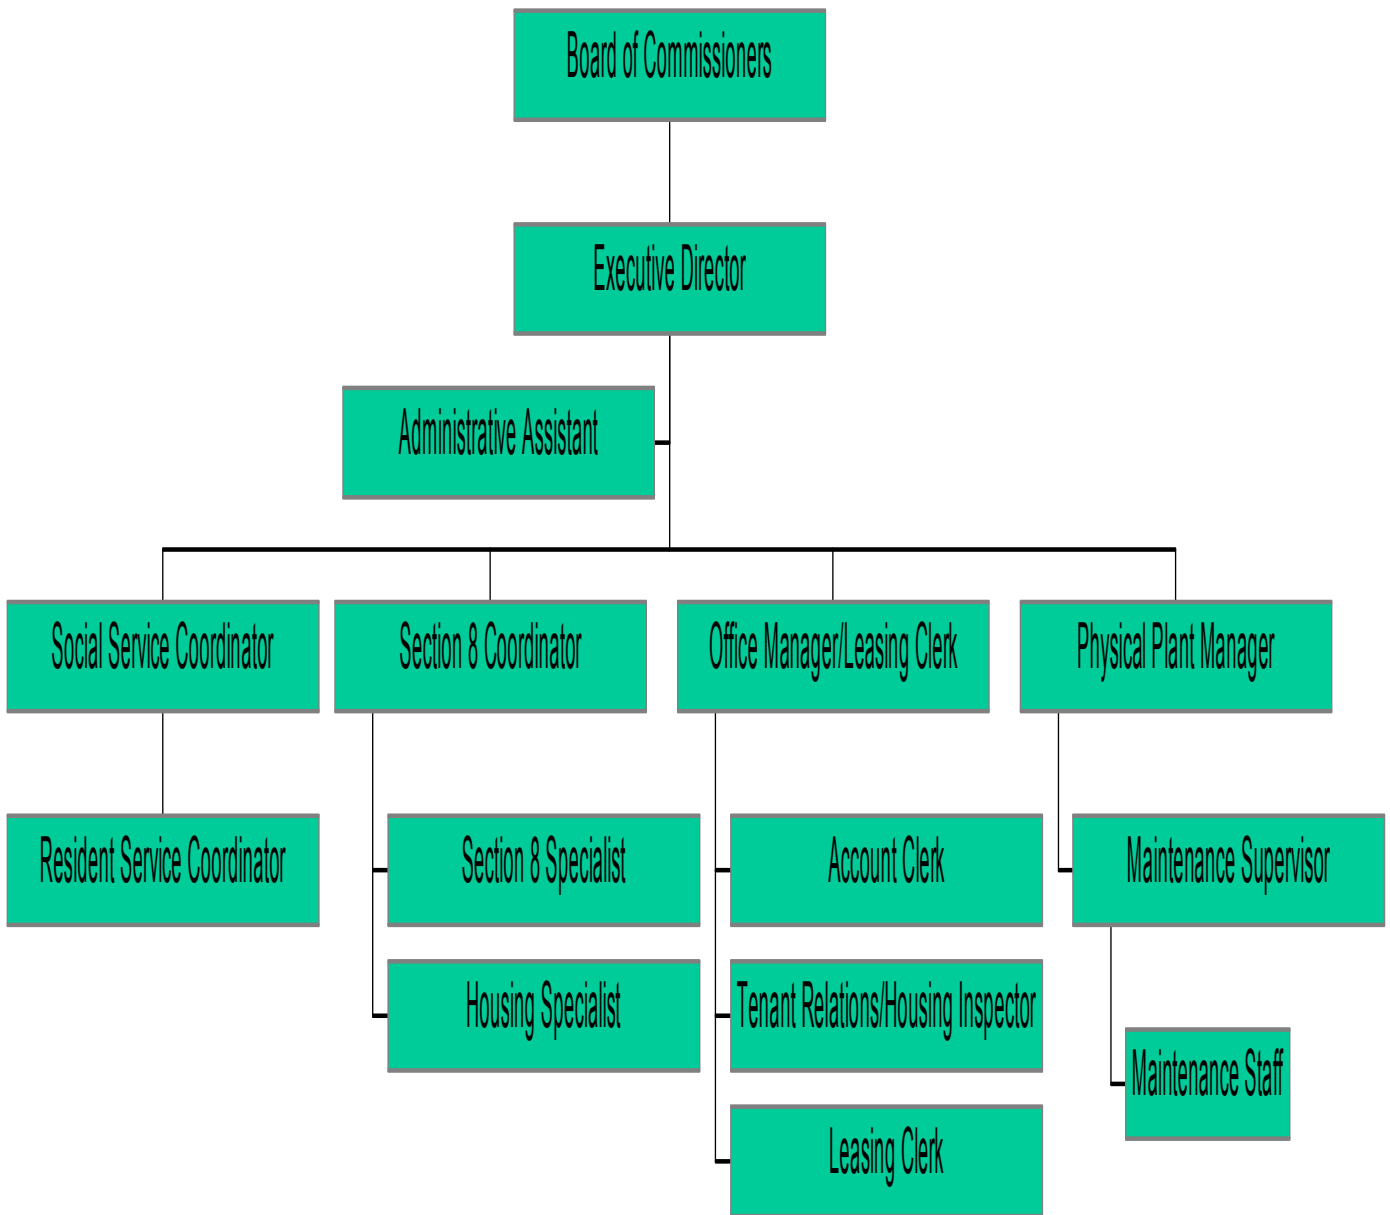 Board of Commissioners
Executive Director
Administrative Assistant
Social Service Coordinator
Section 8 Coordinator
Office Manager/Leasing Clerk
Physical Plant Manager
Resident Service Coordinator
Section 8 Specialist
Account Clerk
Maintenance Supervisor
Housing Specialist
Tenant Relations/Housing Inspector
Maintenance Staff
Leasing Clerk